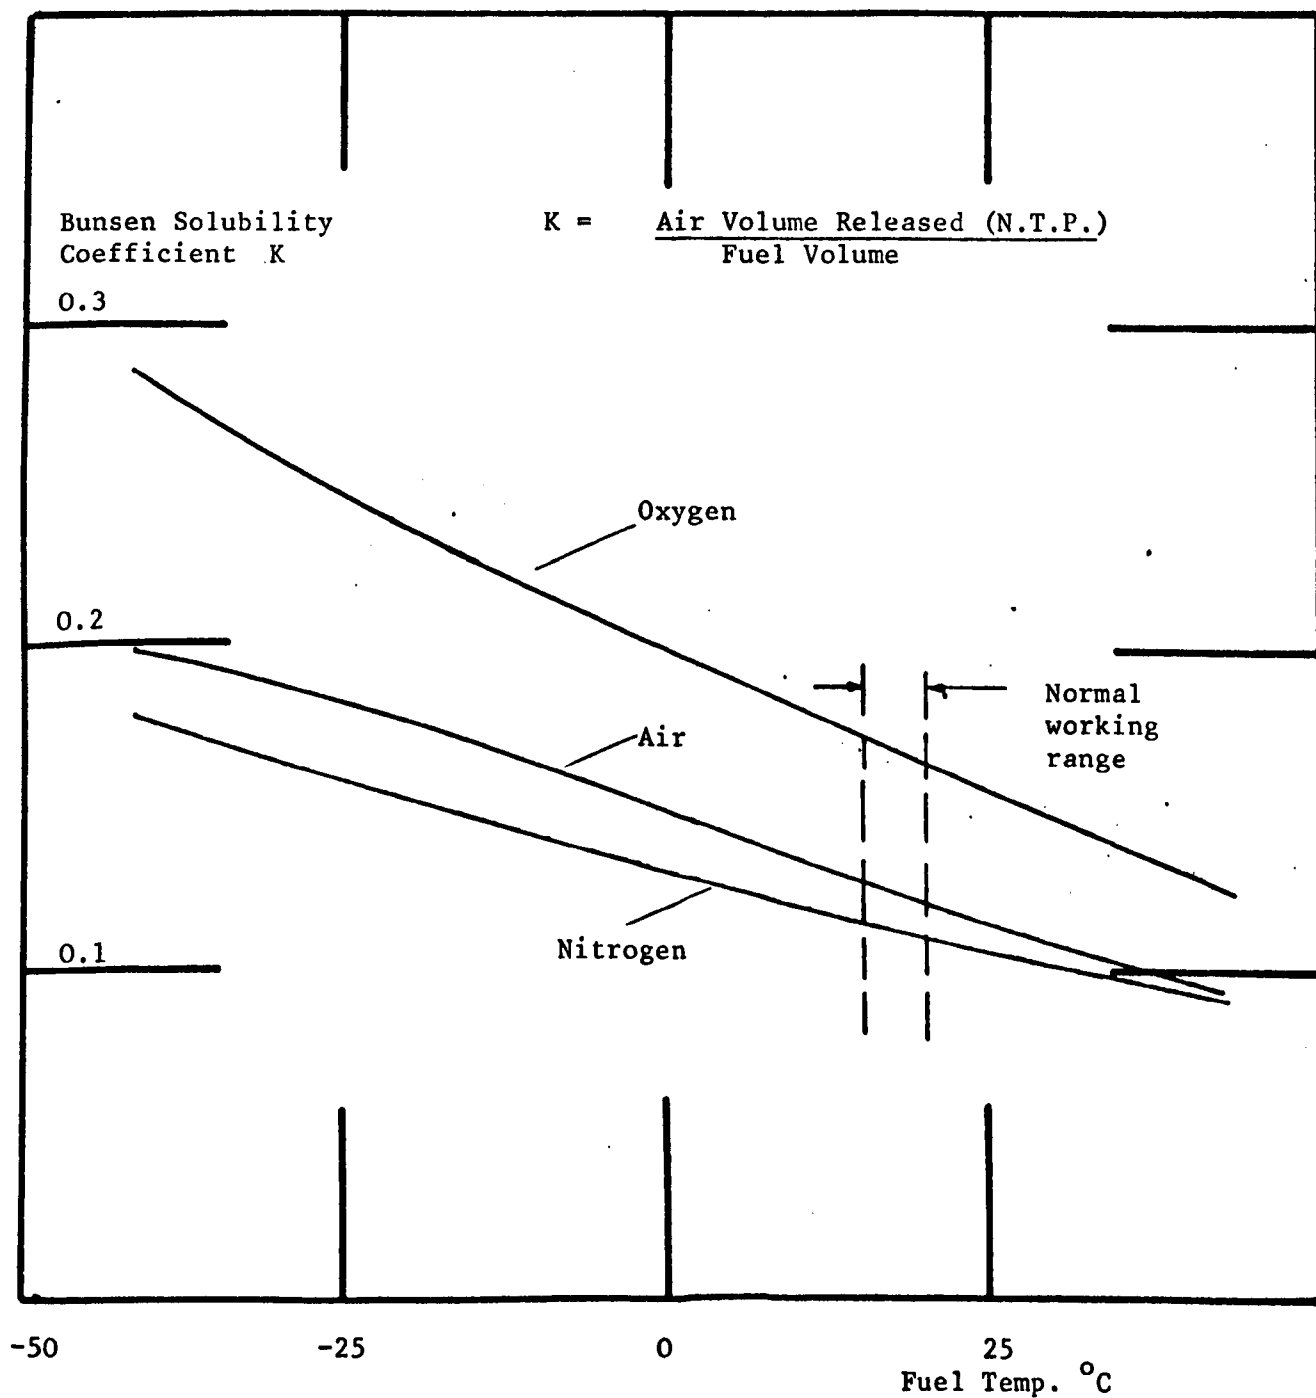 Bunsen Solubility
Coefficient K
K = Air Volume Released (N.T.P.)
Fuel Volume
0.3
Oxygen
0.2
Normal
working
range
Air
Nitrogen
0.1
-50 -25 0 25
Fuel Temp. °C